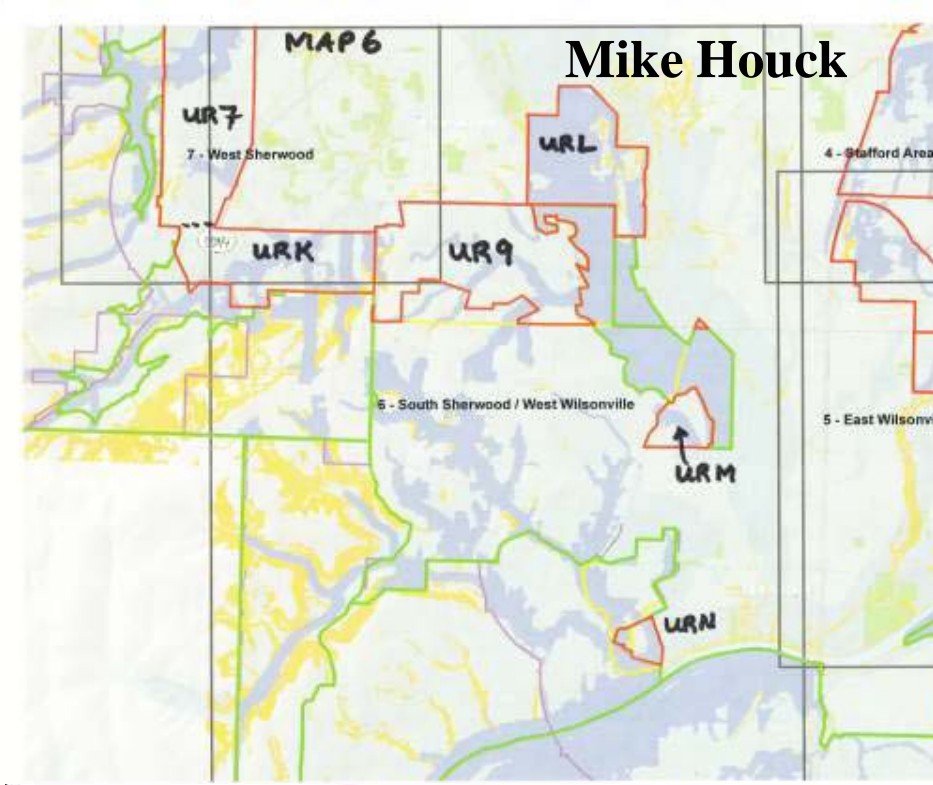 MAP 6
Mike Houck
UR7
URL
7 - West Sherwood
4 - Stafford Area
URK
UR9
6 - South Sherwood / West Wilsonville
5 - East Wilsonv
URM
URN